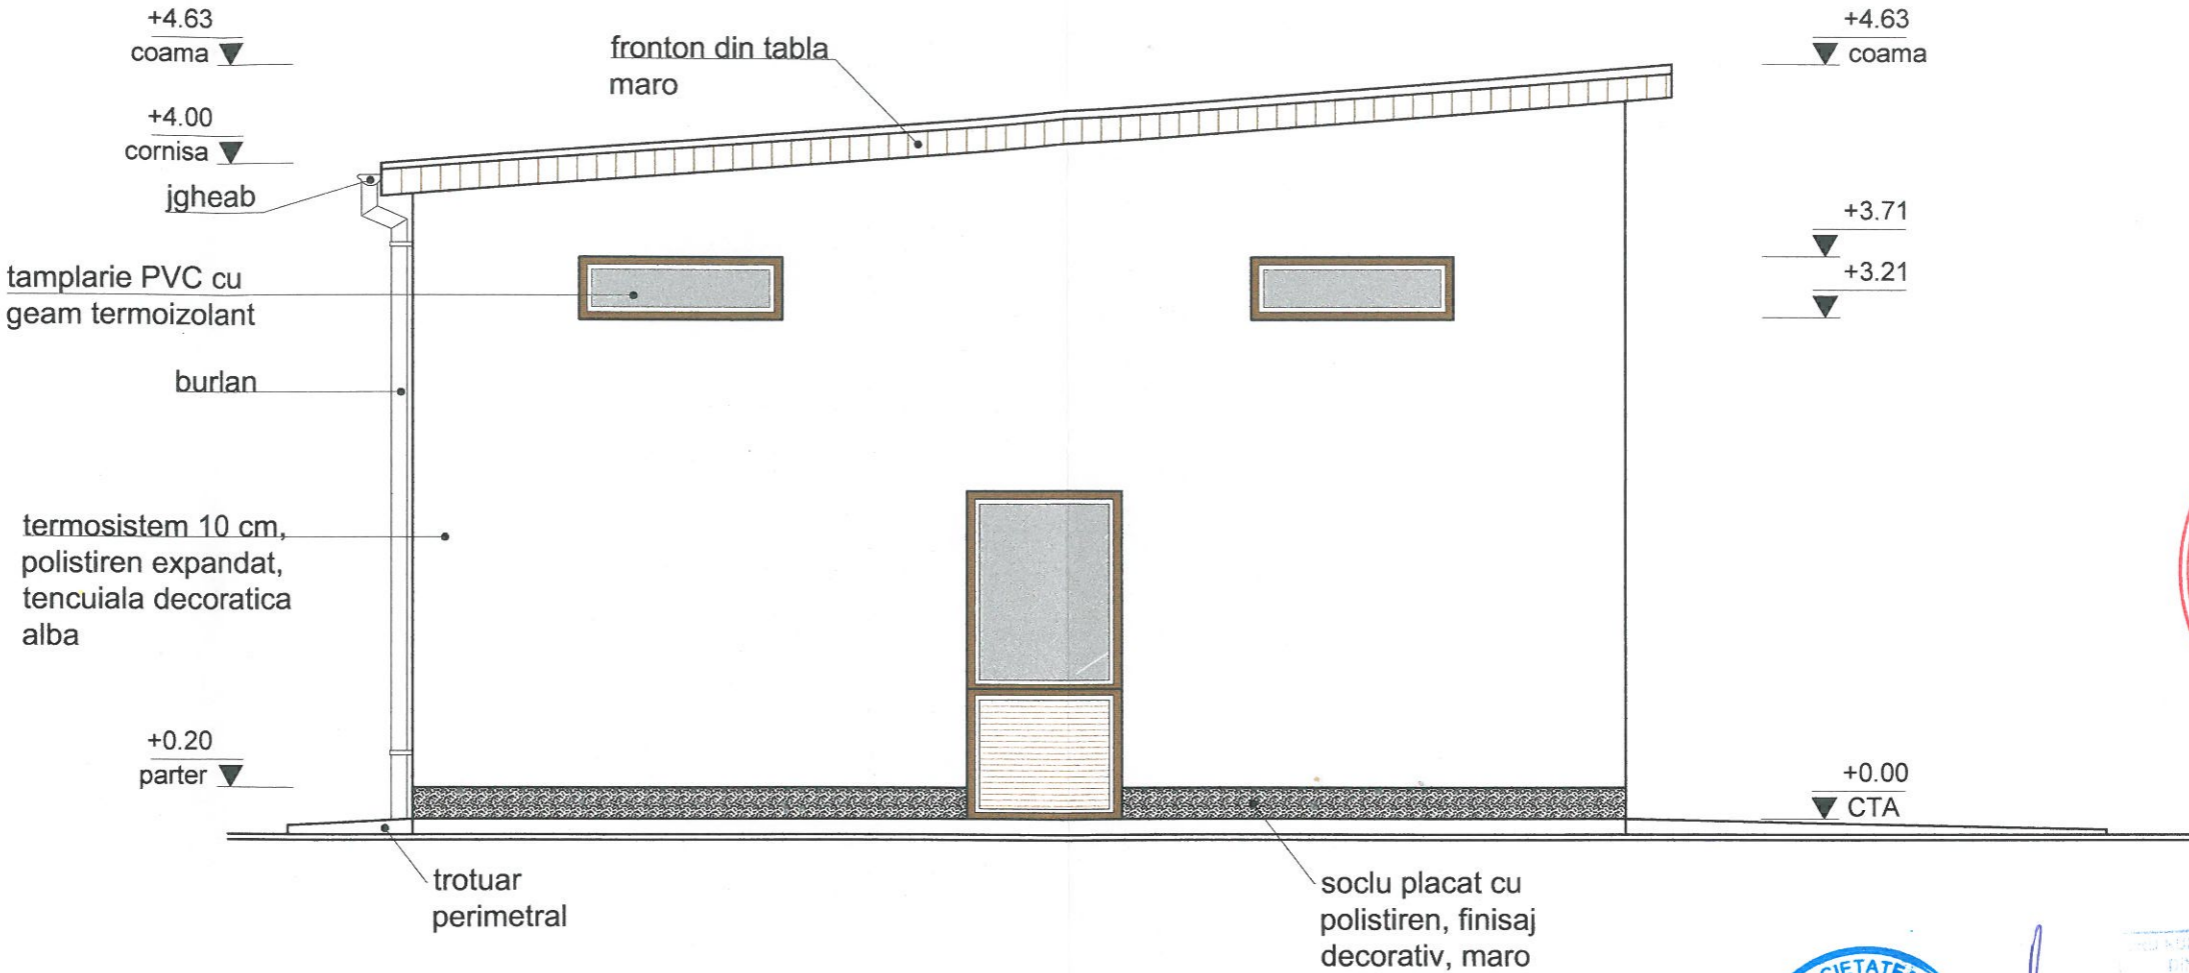 +4.63
coama
fronton din tabla
maro
+4.63
coama
+4.00
cornisa
jgheab
+3.71
+3.21
tamplarie PVC cu
geam termoizolant
burlan
termosistem 10 cm,
polistiren expandat,
tencuiala decoratica
alba
+0.20
parter
+0.00
CTA
trotuar
perimetral
soclu placat cu
polistiren, finisaj
decorativ, maro